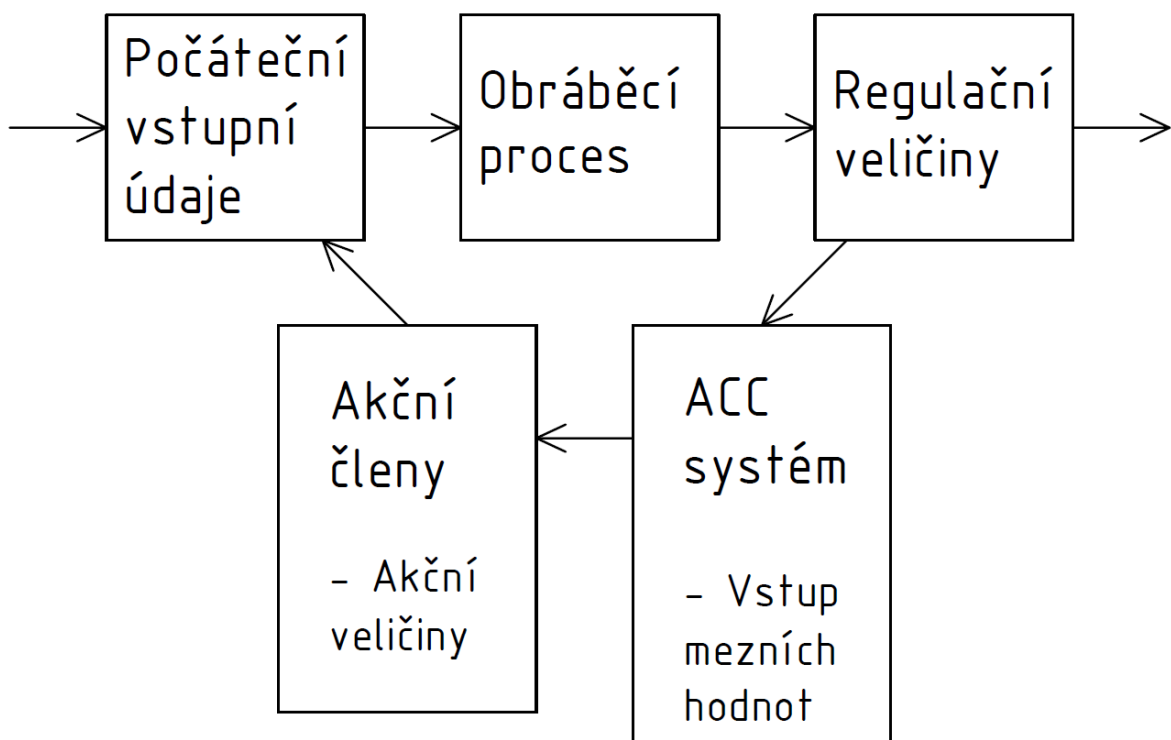 Počáteční
vstupní
údaje
Obráběcí
proces
Regulační
veličiny
Akční
členy
- Akční
veličiny
ACC
systém
- Vstup
mezních
hodnot